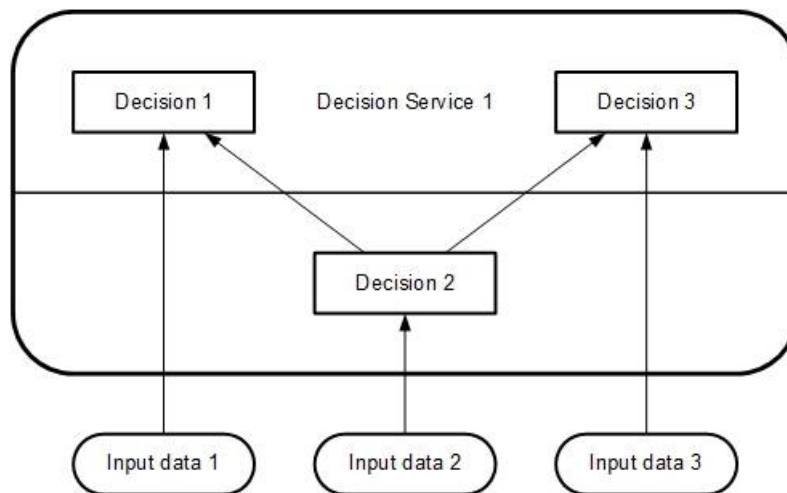 Decision 1
Decision Service 1
Decision 3
Decision 2
Input data 1
Input data 2
Input data 3